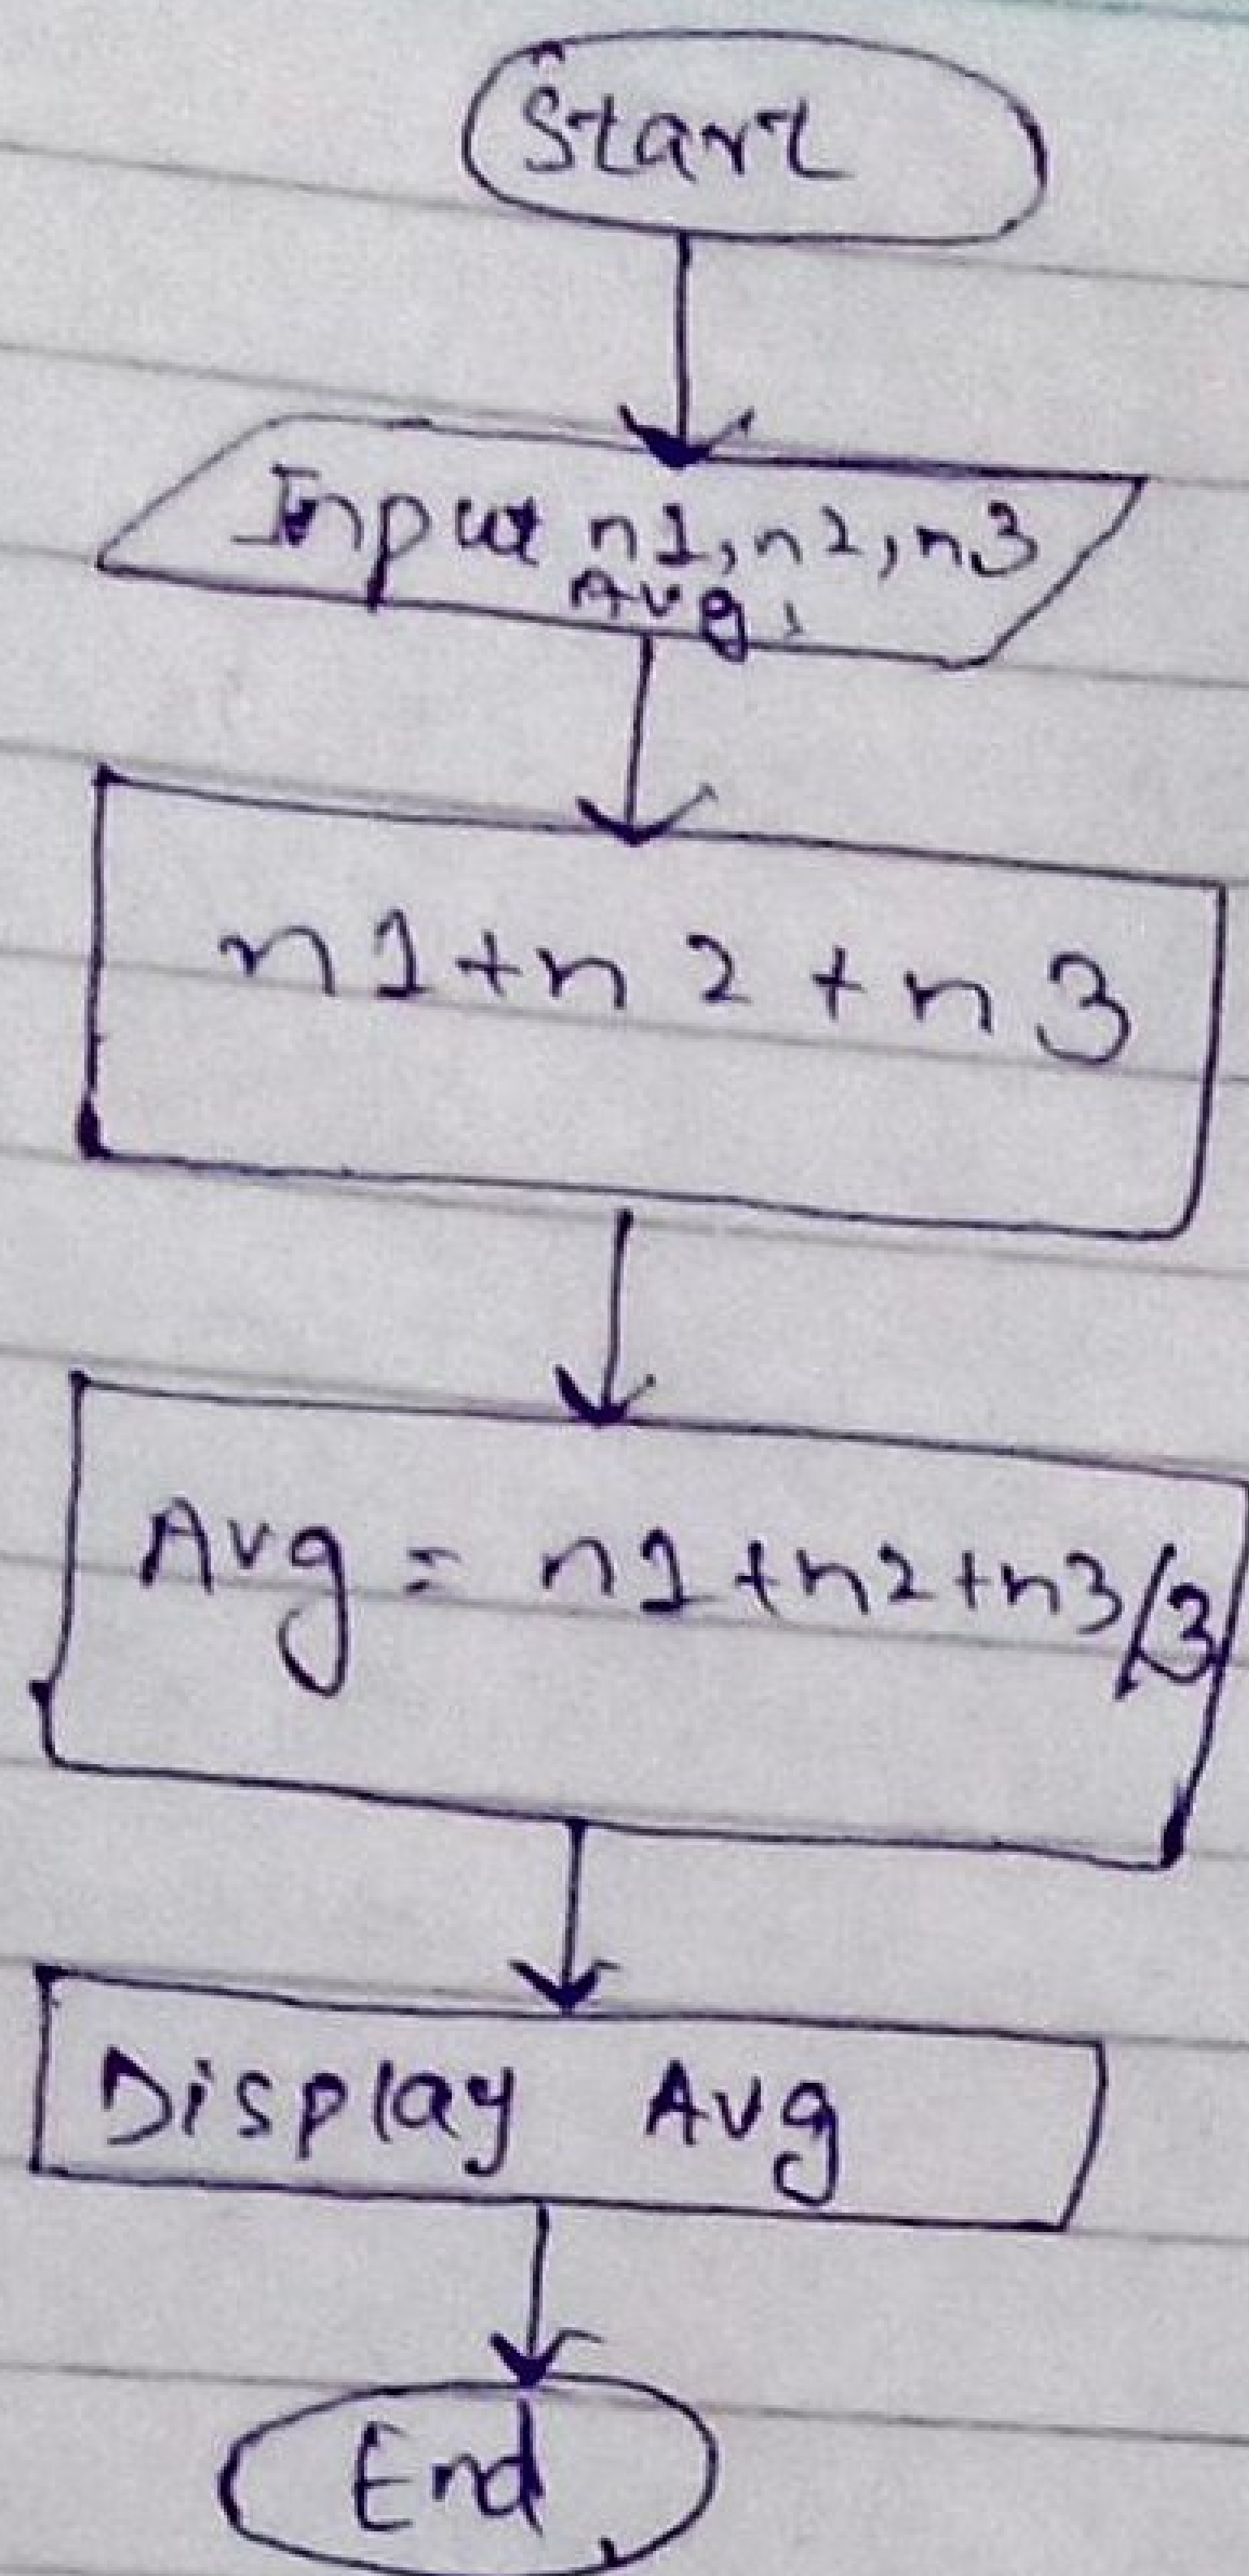 Start
Input n1, n2, n3
Avg,
n1+n2+n3
Avg = n1+n2+n3/3
Display Avg
End